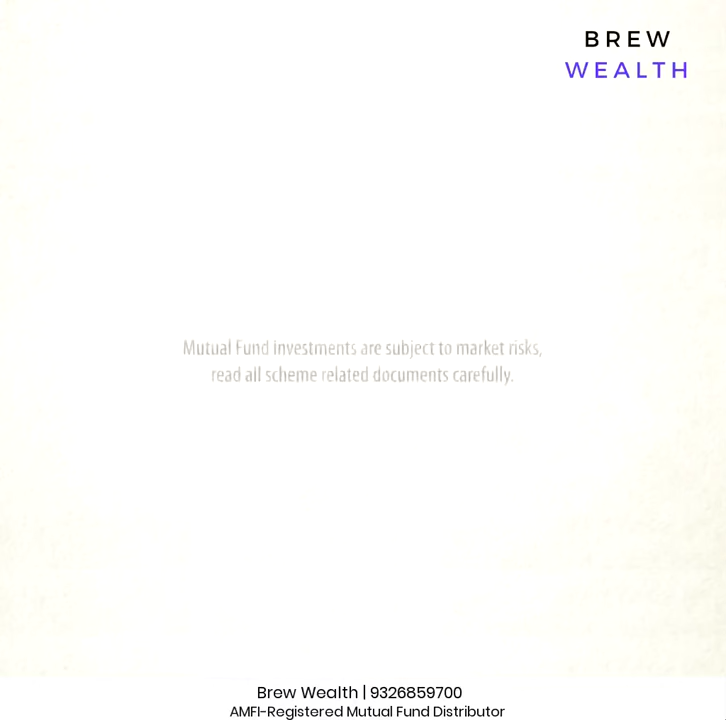 BREW
WEALTH
Mutual Fund investments are subject to market risks,
read all scheme related documents carefully.
Brew Wealth | 9326859700
AMFI-Registered Mutual Fund Distributor